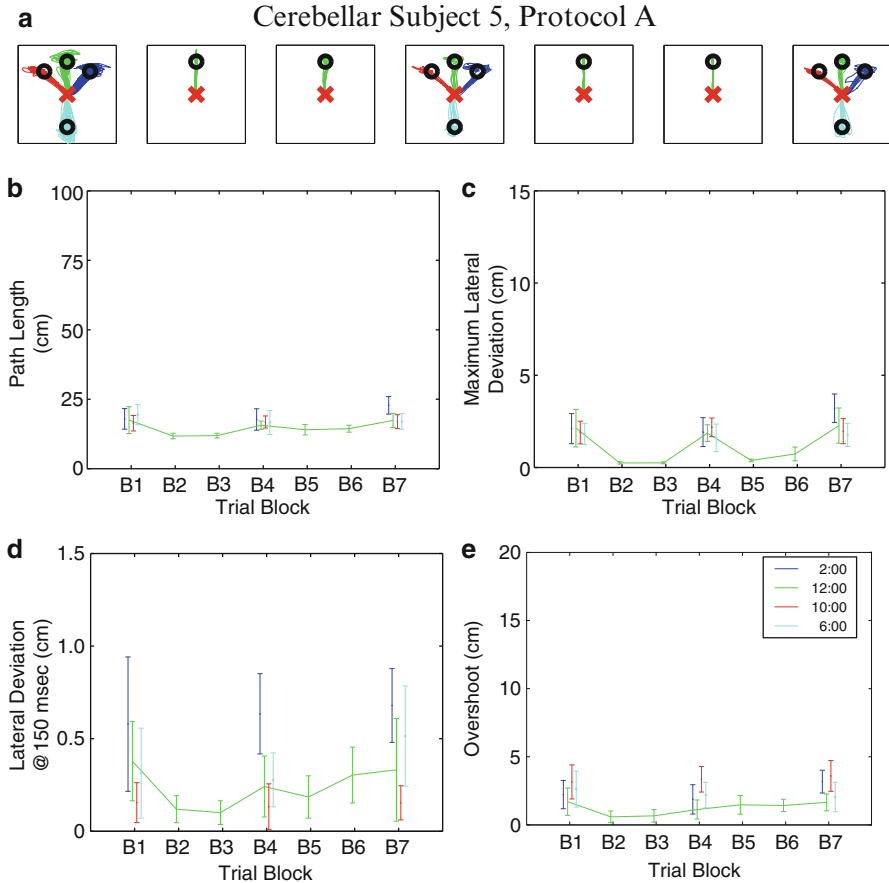 Cerebellar Subject 5, Protocol A
a
b
100
75
50
25
0
Path Length
(cm)
B1 B2 B3 B4 B5 B6 B7
Trial Block
c
15
10
5
0
Maximum Lateral
Deviation (cm)
B1 B2 B3 B4 B5 B6 B7
Trial Block
d
1.5
1.0
0.5
0
Lateral Deviation
@150 msec (cm)
B1 B2 B3 B4 B5 B6 B7
Trial Block
e
20
15
10
5
0
Overshoot (cm)
2:00
12:00
10:00
6:00
B1 B2 B3 B4 B5 B6 B7
Trial Block